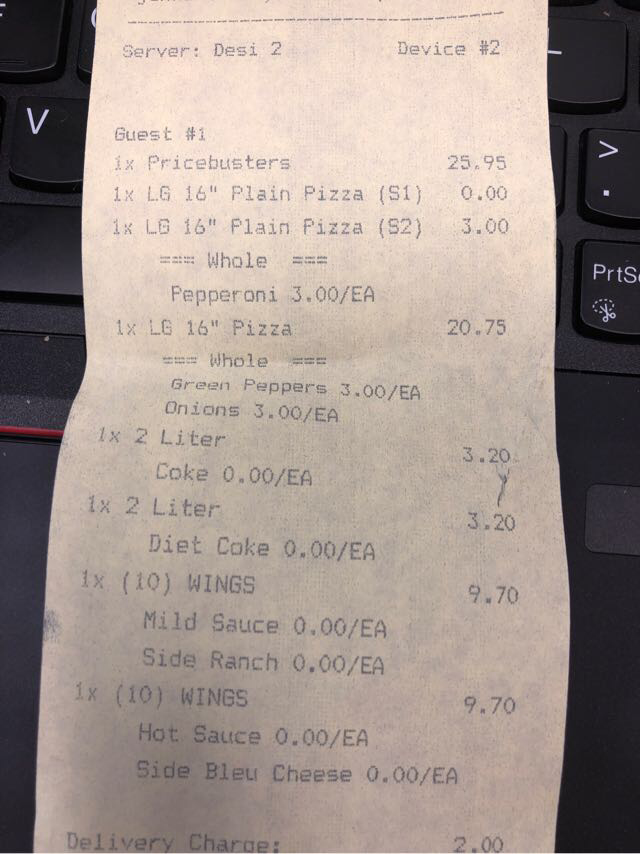 Server: Desi 2 Device #2
Guest #1
1x Pricebusters 25.95
1x LG 16" Plain Pizza (S1) 0.00
1x LG 16" Plain Pizza (S2) 3.00
=== Whole ===
Pepperoni 3.00/EA
1x LG 16" Pizza 20.75
=== Whole ===
Green Peppers 3.00/EA
Onions 3.00/EA
1x 2 Liter 3.20
Coke 0.00/EA
1x 2 Liter 3.20
Diet Coke 0.00/EA
1x (10) WINGS 9.70
Mild Sauce 0.00/EA
Side Ranch 0.00/EA
1x (10) WINGS 9.70
Hot Sauce 0.00/EA
Side Bleu Cheese 0.00/EA
Delivery Charge: 2.00
V
L
>
.
PrtSc